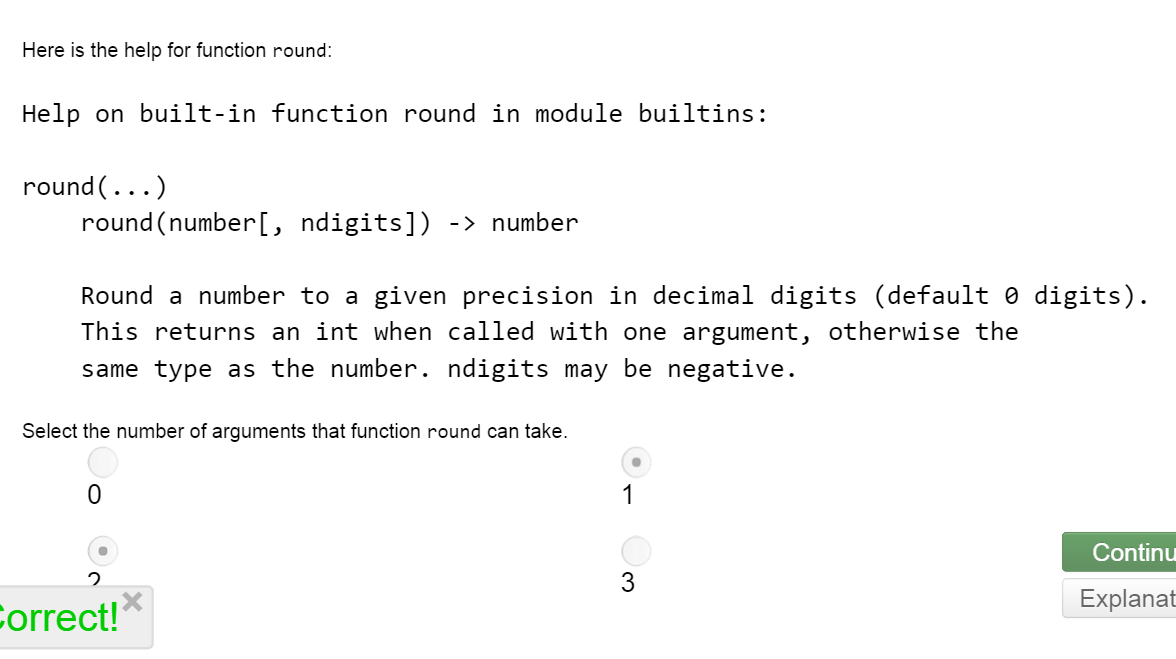 Here is the help for function round:
Help on built-in function round in module builtins:
round(...)
round(number[, ndigits]) -> number
Round a number to a given precision in decimal digits (default 0 digits).
This returns an int when called with one argument, otherwise the
same type as the number. ndigits may be negative.
Select the number of arguments that function round can take.
0 1
2 3
Continu
Explanat
orrect!